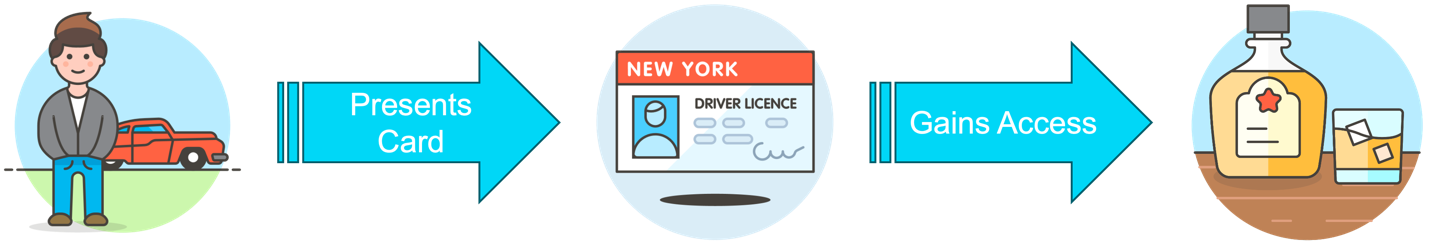 Presents
Card
NEW YORK
DRIVER LICENCE
Gains Access